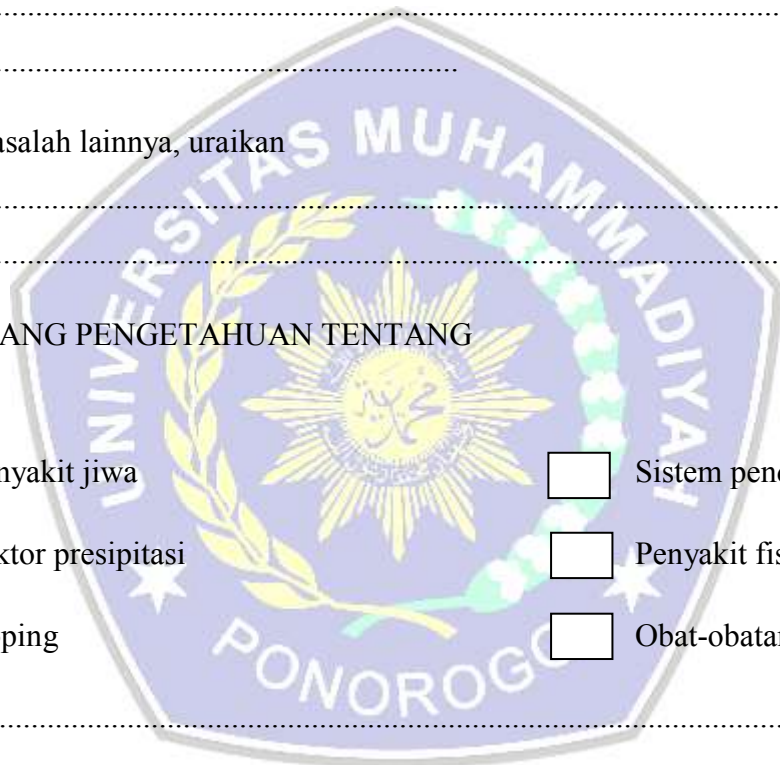 ................................................................................
..............................................
asalah lainnya, uraikan
................................................................................
................................................................................
ANG PENGETAHUAN TENTANG
nyakit jiwa
Sistem pend
ktor presipitasi
Penyakit fis
ping
Obat-obatan
................................................................................
UNIVERSITAS MUHAMMADIYAH
PONOROGO